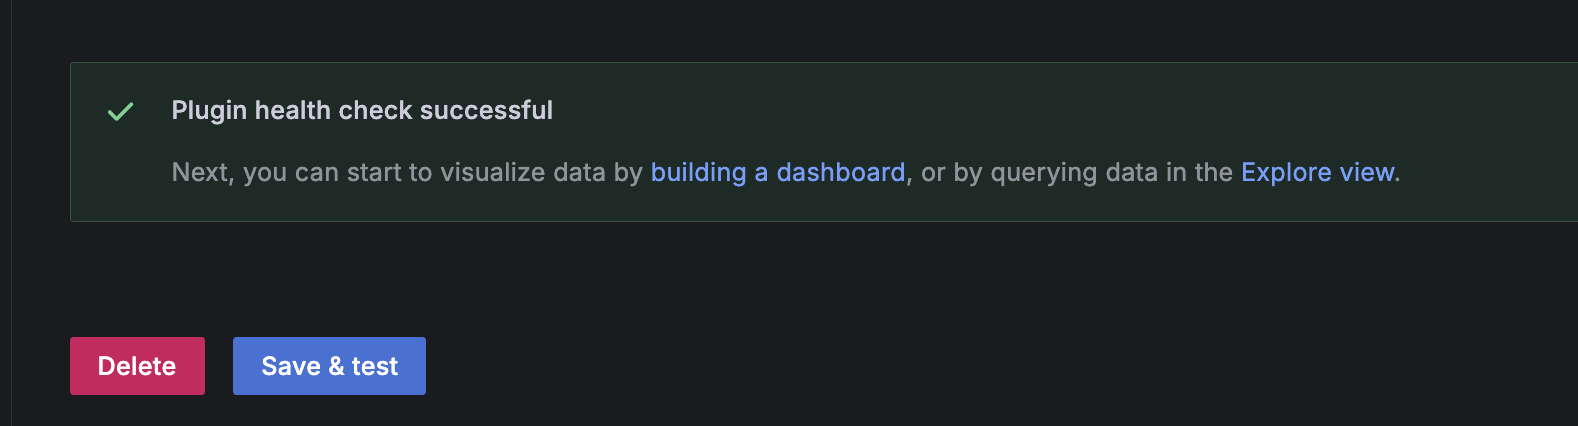 Plugin health check successful
Next, you can start to visualize data by building a dashboard, or by querying data in the Explore view.
Delete
Save & test